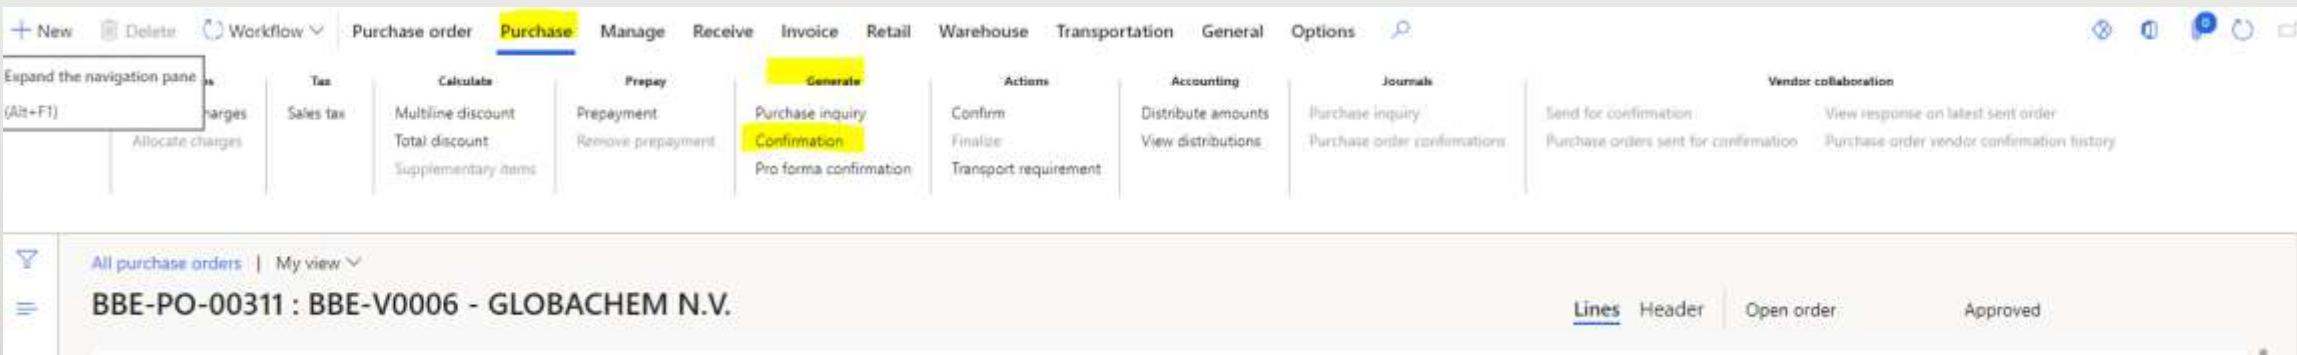 New Delete Workflow Purchase order Purchase Manage Receive Invoice Retail Warehouse Transportation General Options 0
Expand the navigation pane Tax Calculate Prepay Generate Actions Accounting Journals Vendor collaboration
(Alt+F1) Sales tax Multiline discount Prepayment Purchase inquiry Confirm Distribute amounts Purchase inquiry Send for confirmation View response on latest sent order
Allocate charges Total discount Remove prepayment Confirmation Finalize View distributions Purchase order confirmations Purchase orders sent for confirmation Purchase order vendor confirmation history
Supplementary items Pro forma confirmation Transport requirement
All purchase orders | My view
BBE-PO-00311 : BBE-V0006 - GLOBACHEM N.V. Lines Header Open order Approved